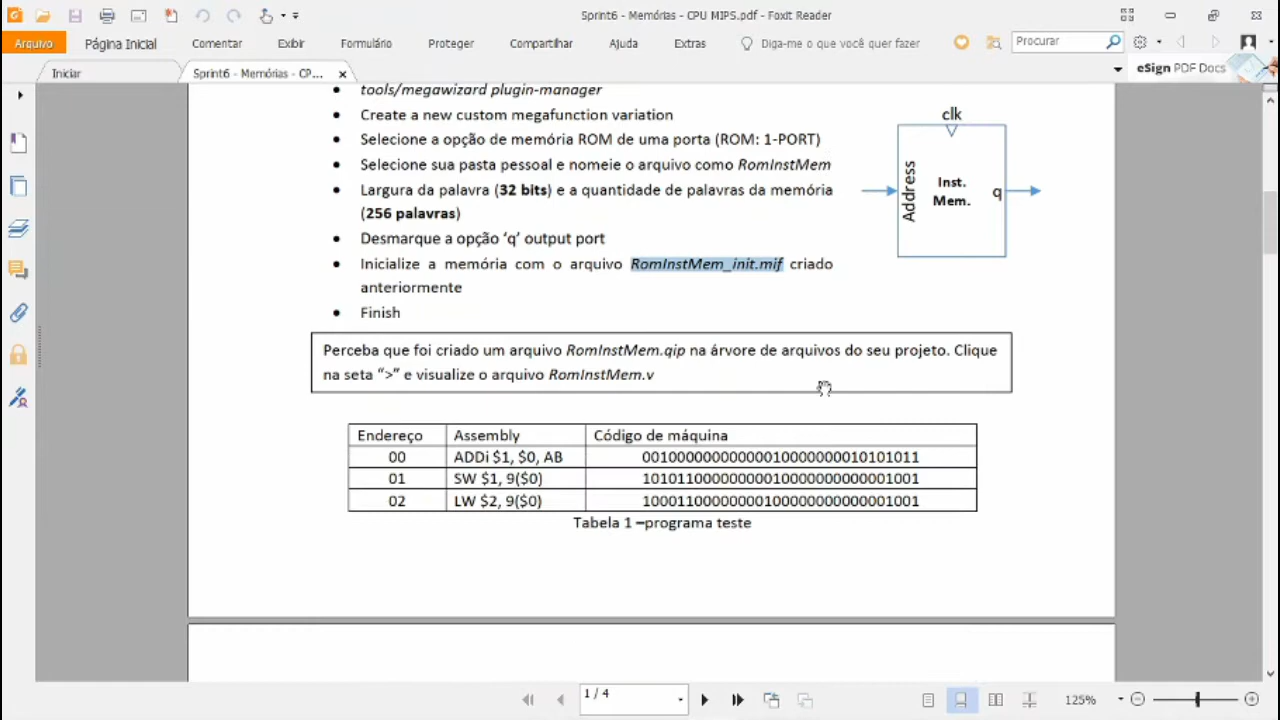 Sprint6 - Memórias - CPU MIPS.pdf - Foxit Reader
Arquivo Página Inicial Comentar Exibir Formulário Proteger Compartilhar Ajuda Extras Diga-me o que você quer fazer Procurar
Iniciar Sprint6 - Memórias - CP... eSign PDF Docs
• tools/megawizard plugin-manager
• Create a new custom megafunction variation
• Selecione a opção de memória ROM de uma porta (ROM: 1-PORT)
• Selecione sua pasta pessoal e nomeie o arquivo como RomInstMem
• Largura da palavra (32 bits) e a quantidade de palavras da memória
(256 palavras)
• Desmarque a opção ‘q’ output port
• Inicialize a memória com o arquivo RomInstMem_init.mif criado
anteriormente
• Finish
clk
Address
Inst.
Mem.
q
Perceba que foi criado um arquivo RomInstMem.qip na árvore de arquivos do seu projeto. Clique
na seta “>” e visualize o arquivo RomInstMem.v
Endereço Assembly Código de máquina
00 ADDi $1, $0, AB 00100000000000010000000010101011
01 SW $1, 9($0) 10101100000000010000000000001001
02 LW $2, 9($0) 10001100000000100000000000001001
Tabela 1 –programa teste
1 / 4
125%